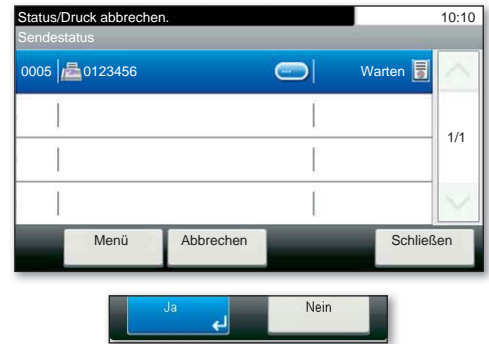 Status/Druck abbrechen. 10:10
Sendestatus
0005 0123456 Warten
1/1
Menü Abbrechen Schließen
Ja Nein